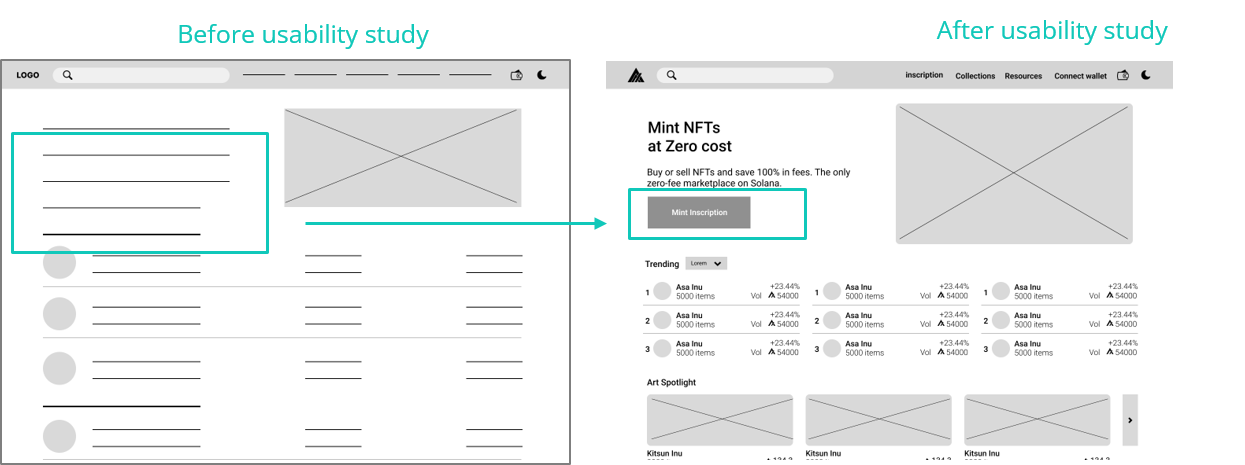 Before usability study
After usability study
LOGO
inscription Collections Resources Connect wallet
Mint NFTs
at Zero cost
Buy or sell NFTs and save 100% in fees. The only
zero-fee marketplace on Solana.
Mint Inscription
Trending Lorem
1 Asa Inu +23.44% 1 Asa Inu +23.44% 1 Asa Inu +23.44%
5000 items Vol 54000 5000 items Vol 54000 5000 items Vol 54000
2 Asa Inu +23.44% 2 Asa Inu +23.44% 2 Asa Inu +23.44%
5000 items Vol 54000 5000 items Vol 54000 5000 items Vol 54000
3 Asa Inu +23.44% 3 Asa Inu +23.44% 3 Asa Inu +23.44%
5000 items Vol 54000 5000 items Vol 54000 5000 items Vol 54000
Art Spotlight
Kitsun Inu Kitsun Inu Kitsun Inu